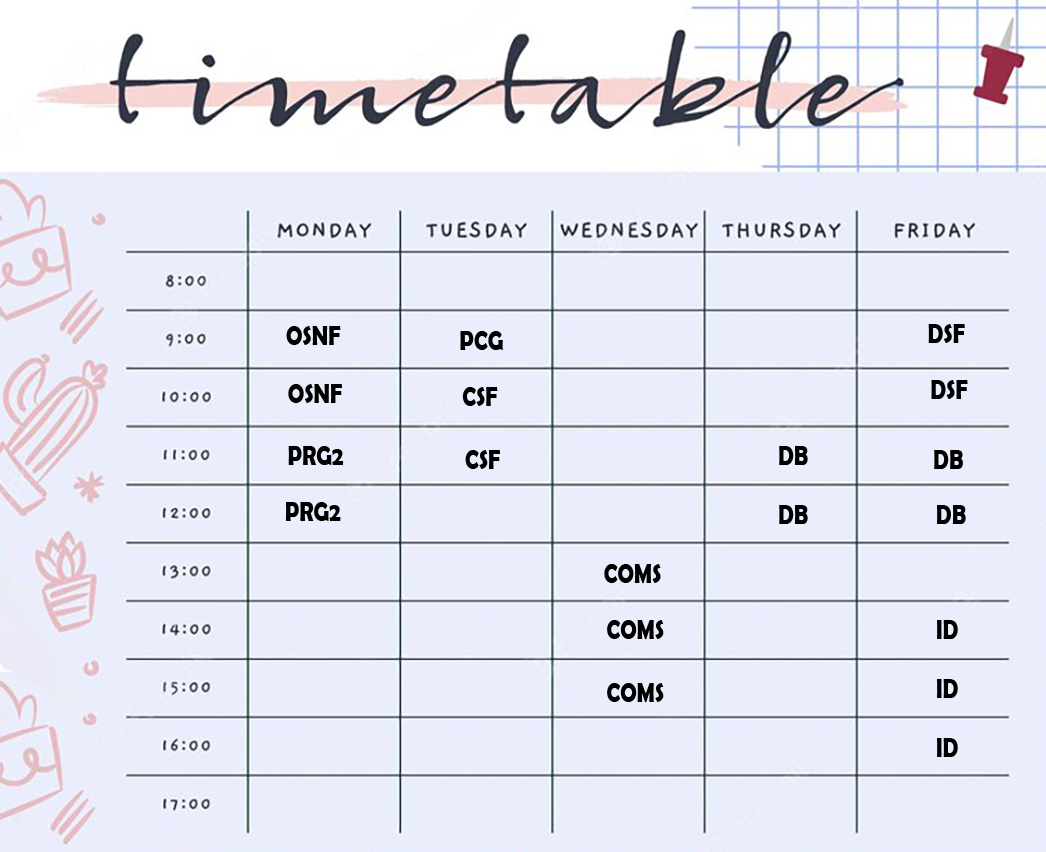 timetable
MONDAY TUESDAY WEDNESDAY THURSDAY FRIDAY
8:00
9:00 OSNF PCG DSF
10:00 OSNF CSF DSF
11:00 PRG2 CSF DB DB
12:00 PRG2 DB DB
13:00 COMS
14:00 COMS ID
15:00 COMS ID
16:00 ID
17:00